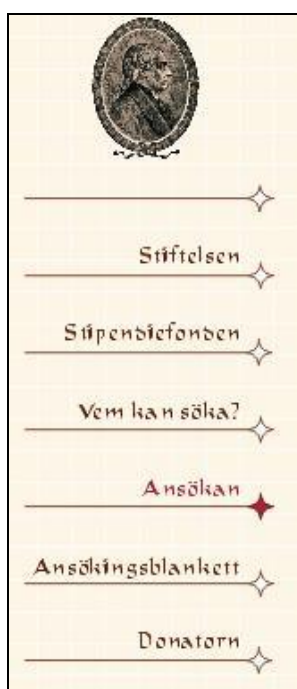 Stiftelsen
Stipendiefonden
Vem kan söka?
Ansökan
Ansökingsblankett
Donatorn